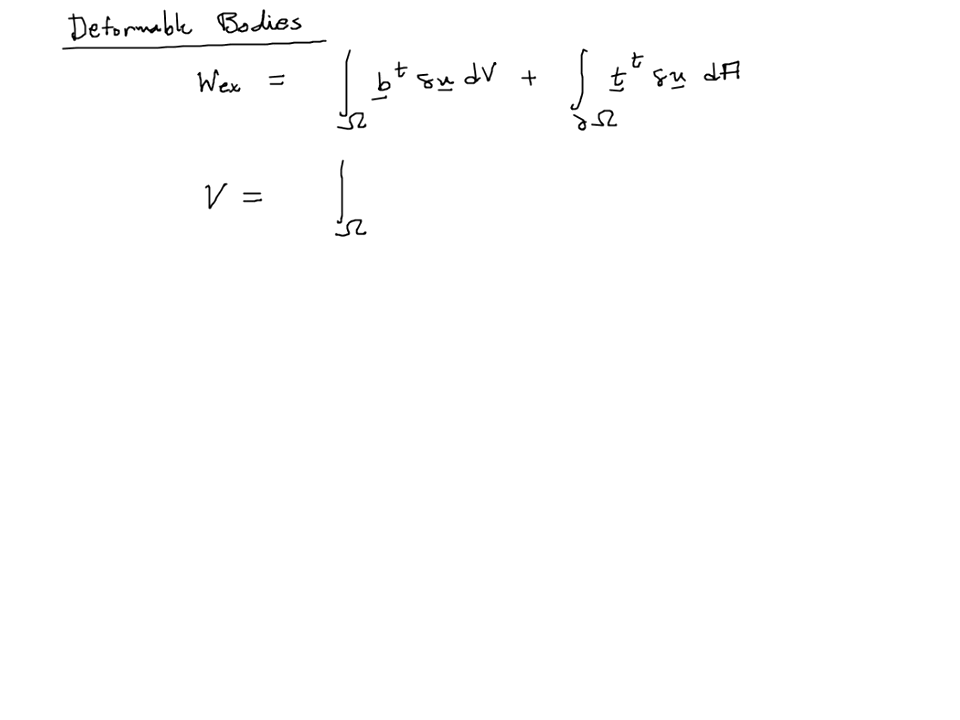 Deformable Bodies
Wex = ∫Ω b^t δu dV + ∫∂Ω t^t δu dA
V = ∫Ω